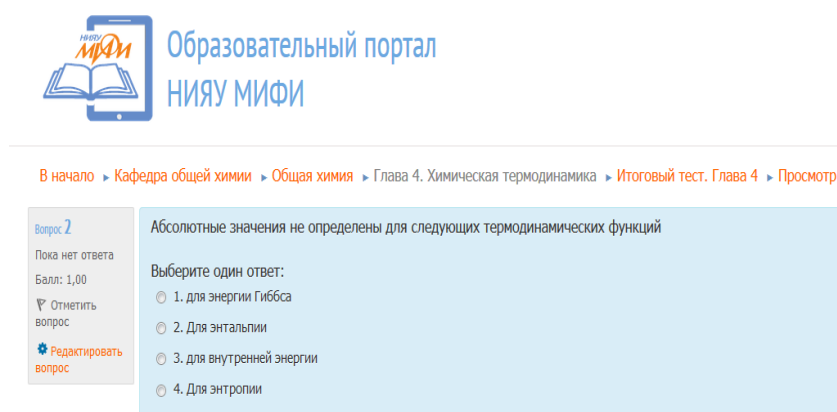 НИЯУ
МИФИ
Образовательный портал
НИЯУ МИФИ
В начало ▸ Кафедра общей химии ▸ Общая химия ▸ Глава 4. Химическая термодинамика ▸ Итоговый тест. Глава 4 ▸ Просмотр
Вопрос 2
Пока нет ответа
Балл: 1,00
Отметить
вопрос
Редактировать
вопрос
Абсолютные значения не определены для следующих термодинамических функций
Выберите один ответ:
1. для энергии Гиббса
2. Для энтальпии
3. для внутренней энергии
4. Для энтропии